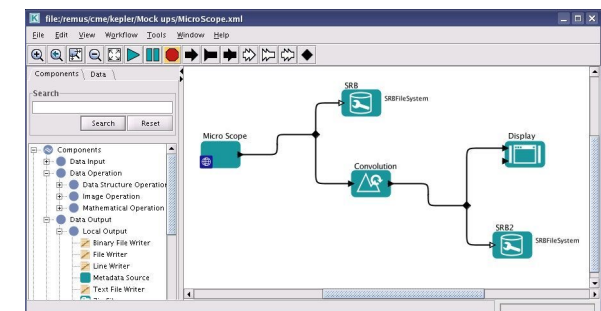 file:/remus/cme/kepler/Mock ups/MicroScope.xml
File Edit View Workflow Tools Window Help
Components Data
Search
Search Reset
Components
Data Input
Data Operation
Data Structure Operation
Image Operation
Mathematical Operation
Data Output
Local Output
Binary File Writer
File Writer
Line Writer
Metadata Source
Text File Writer
SRB
SRBFileSystem
Micro Scope
Convolution
Display
SRB2
SRBFileSystem